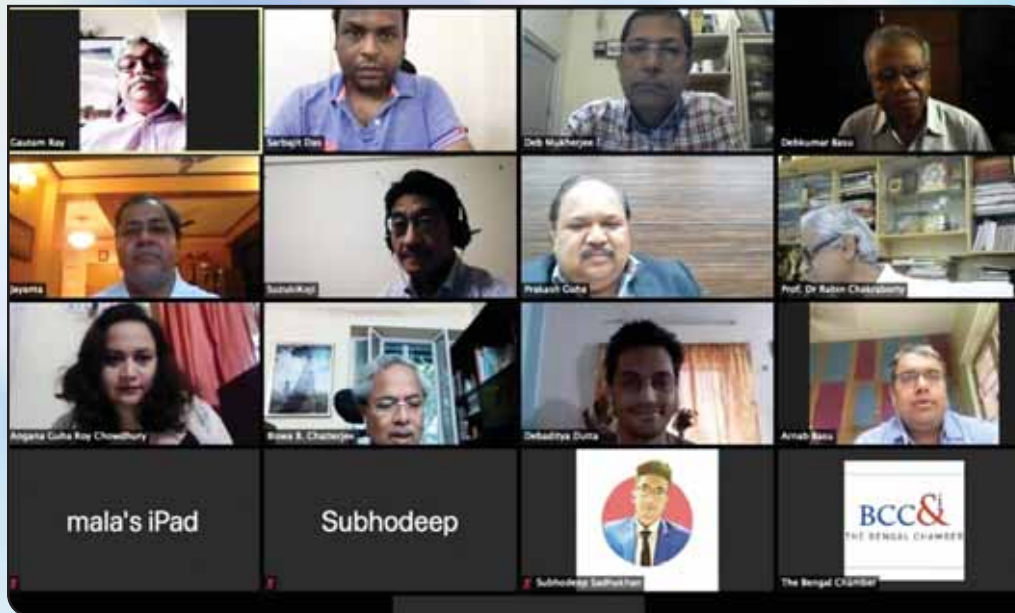 Gautam Ray
Sarbajit Das
Deb Mukherjee
Debkumar Basu
Jayanta
SuzukiKoji
Prakash Guha
Prof. Dr Rabin Chakraborty
Angana Guha Roy Chowdhury
Biswa B. Chatterjee
Debaditya Dutta
Arnab Basu
mala's iPad
Subhodeep
Subhodeep Sadhukhan
BCC&I
THE BENGAL CHAMBER
The Bengal Chamber